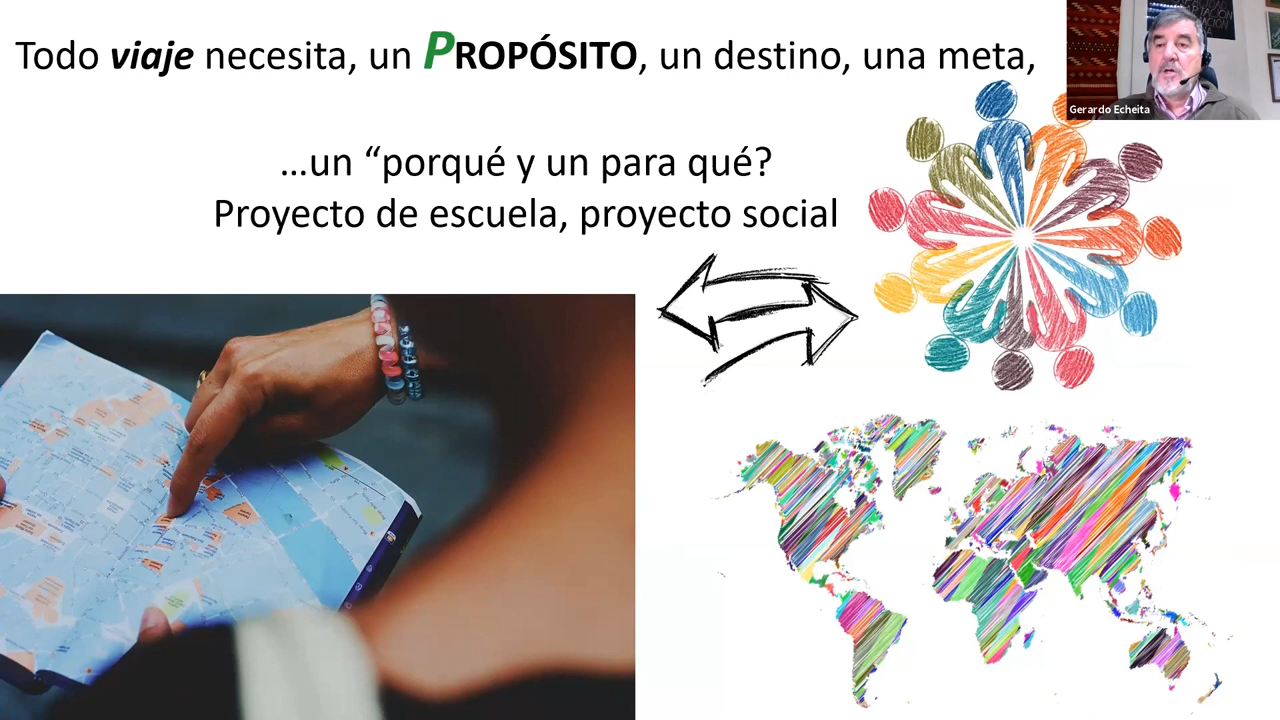 Todo viaje necesita, un PROPÓSITO, un destino, una meta,
…un “porqué y un para qué?
Proyecto de escuela, proyecto social
Gerardo Echeita